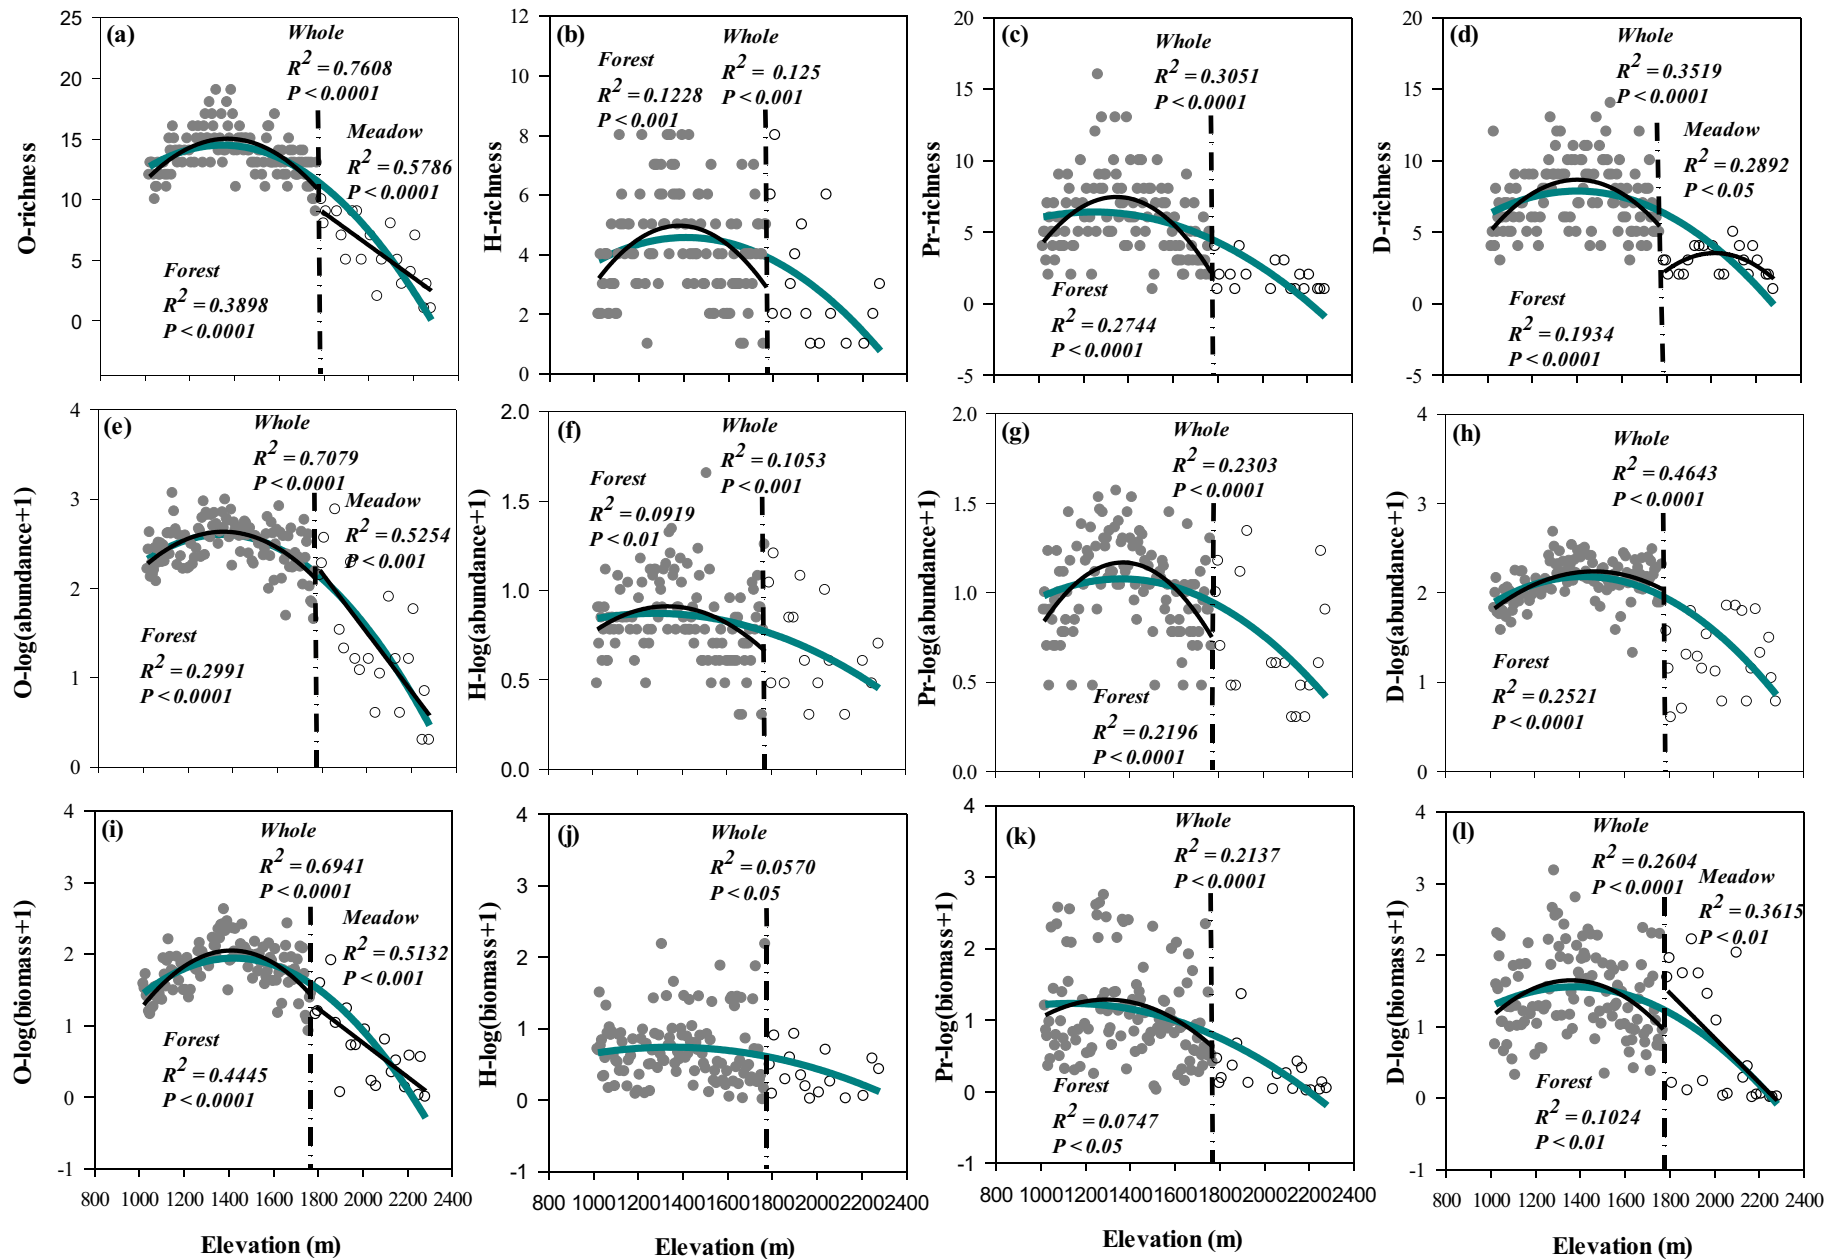 (a)
Whole
R² = 0.7608
P < 0.0001
Meadow
R² = 0.5786
P < 0.0001
Forest
R² = 0.3898
P < 0.0001
O-richness
25
20
15
10
5
0
(b)
Forest
R² = 0.1228
P < 0.001
Whole
R² = 0.125
P < 0.001
H-richness
12
10
8
6
4
2
0
(c)
Whole
R² = 0.3051
P < 0.0001
Forest
R² = 0.2744
P < 0.0001
Pr-richness
20
15
10
5
0
-5
(d)
Whole
R² = 0.3519
P < 0.0001
Meadow
R² = 0.2892
P < 0.05
Forest
R² = 0.1934
P < 0.0001
D-richness
20
15
10
5
0
-5
(e)
Whole
R² = 0.7079
P < 0.0001
Meadow
R² = 0.5254
P < 0.001
Forest
R² = 0.2991
P < 0.0001
O-log(abundance+1)
4
3
2
1
0
(f)
Forest
R² = 0.0919
P < 0.01
Whole
R² = 0.1053
P < 0.001
H-log(abundance+1)
2.0
1.5
1.0
0.5
0.0
(g)
Whole
R² = 0.2303
P < 0.0001
Forest
R² = 0.2196
P < 0.0001
Pr-log(abundance+1)
2.0
1.5
1.0
0.5
0.0
(h)
Whole
R² = 0.4643
P < 0.0001
Forest
R² = 0.2521
P < 0.0001
D-log(abundance+1)
4
3
2
1
0
(i)
Whole
R² = 0.6941
P < 0.0001
Meadow
R² = 0.5132
P < 0.001
Forest
R² = 0.4445
P < 0.0001
O-log(biomass+1)
4
3
2
1
0
-1
800 1000 1200 1400 1600 1800 2000 2200 2400
Elevation (m)
(j)
Whole
R² = 0.0570
P < 0.05
H-log(biomass+1)
4
3
2
1
0
-1
800 1000 1200 1400 1600 1800 2000 2200 2400
Elevation (m)
(k)
Whole
R² = 0.2137
P < 0.0001
Forest
R² = 0.0747
P < 0.05
Pr-log(biomass+1)
4
3
2
1
0
-1
800 1000 1200 1400 1600 1800 2000 2200 2400
Elevation (m)
(l)
Whole
R² = 0.2604
P < 0.0001
Meadow
R² = 0.3615
P < 0.01
Forest
R² = 0.1024
P < 0.01
D-log(biomass+1)
4
3
2
1
0
-1
800 1000 1200 1400 1600 1800 2000 2200 2400
Elevation (m)